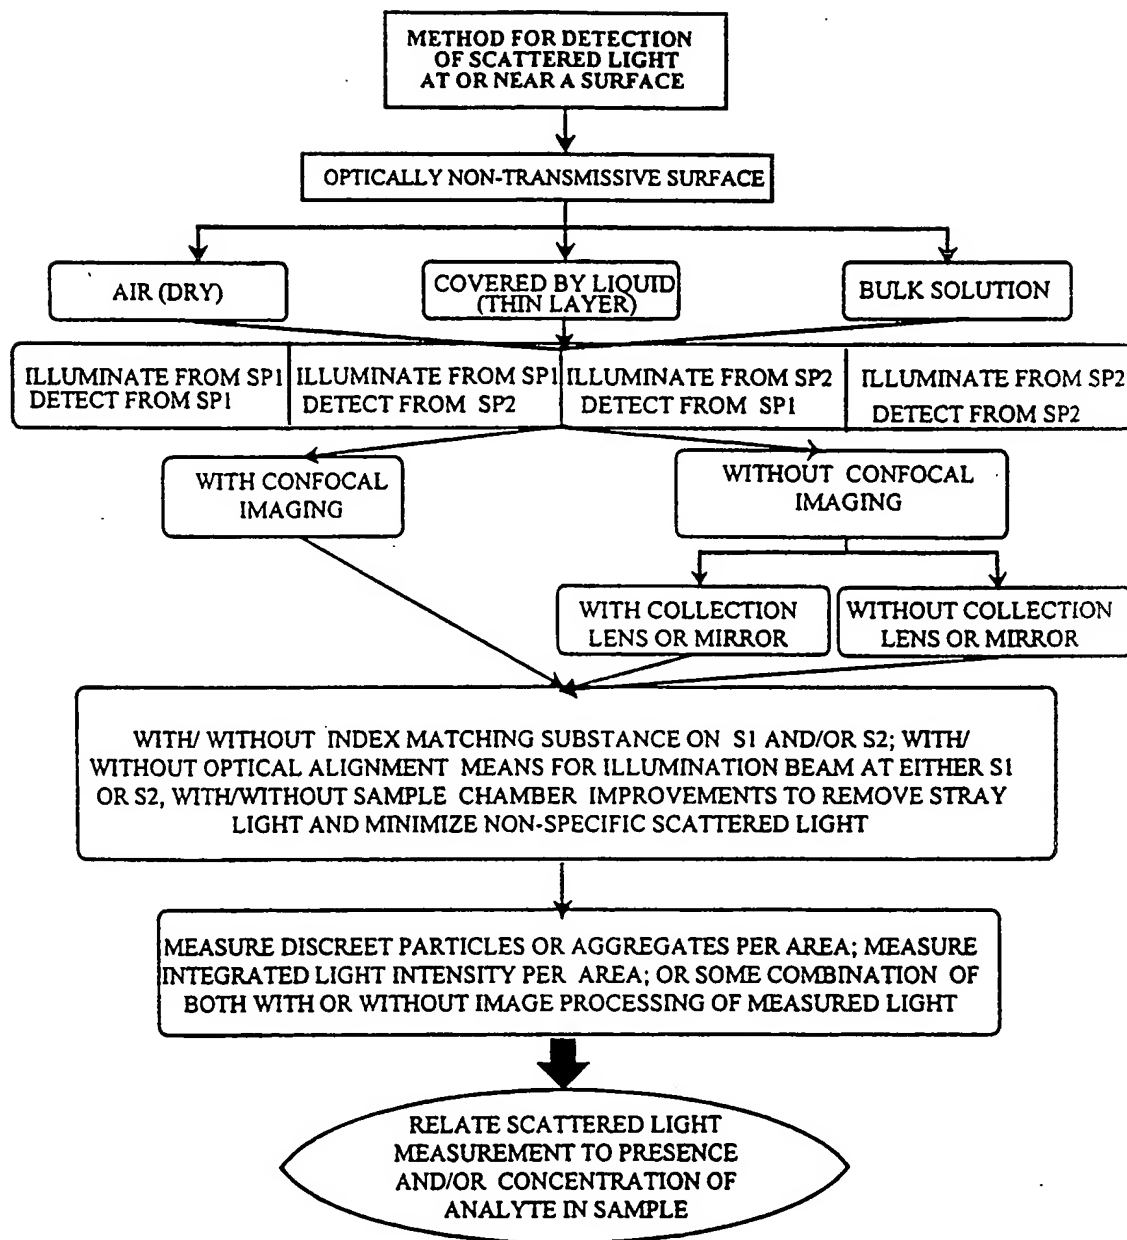 METHOD FOR DETECTION
OF SCATTERED LIGHT
AT OR NEAR A SURFACE
OPTICALLY NON-TRANSMISSIVE SURFACE
AIR (DRY)
COVERED BY LIQUID
(THIN LAYER)
BULK SOLUTION
ILLUMINATE FROM SP1
DETECT FROM SP1
ILLUMINATE FROM SP1
DETECT FROM SP2
ILLUMINATE FROM SP2
DETECT FROM SP1
ILLUMINATE FROM SP2
DETECT FROM SP2
WITH CONFOCAL
IMAGING
WITHOUT CONFOCAL
IMAGING
WITH COLLECTION
LENS OR MIRROR
WITHOUT COLLECTION
LENS OR MIRROR
WITH/ WITHOUT INDEX MATCHING SUBSTANCE ON S1 AND/OR S2; WITH/
WITHOUT OPTICAL ALIGNMENT MEANS FOR ILLUMINATION BEAM AT EITHER S1
OR S2, WITH/WITHOUT SAMPLE CHAMBER IMPROVEMENTS TO REMOVE STRAY
LIGHT AND MINIMIZE NON-SPECIFIC SCATTERED LIGHT
MEASURE DISCREET PARTICLES OR AGGREGATES PER AREA; MEASURE
INTEGRATED LIGHT INTENSITY PER AREA; OR SOME COMBINATION OF
BOTH WITH OR WITHOUT IMAGE PROCESSING OF MEASURED LIGHT
RELATE SCATTERED LIGHT
MEASUREMENT TO PRESENCE
AND/OR CONCENTRATION OF
ANALYTE IN SAMPLE